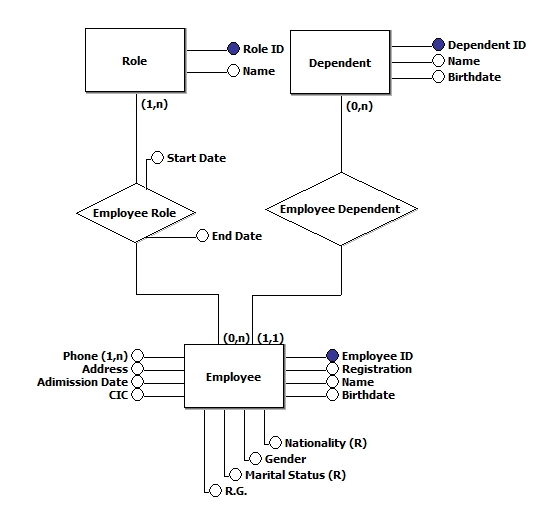 Role
Role ID
Name
Dependent
Dependent ID
Name
Birthdate
(1,n)
(0,n)
Start Date
Employee Role
Employee Dependent
End Date
(0,n)
(1,1)
Phone (1,n)
Address
Adimission Date
CIC
Employee
Employee ID
Registration
Name
Birthdate
Nationality (R)
Gender
Marital Status (R)
R.G.